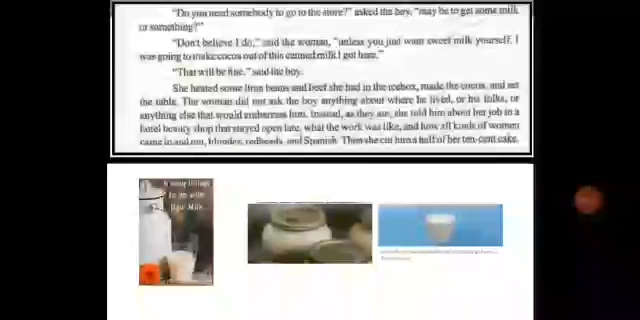 "Do you need somebody to go to the store?" asked the boy, "may be to get some milk
or something?"
"Don't believe I do," said the woman, "unless you just want sweet milk yourself. I
was going to make cocoa out of this canned milk I got here."
"That will be fine," said the boy.
She heated some lima beans and beef she had in the icebox, made the cocoa, and set
the table. The woman did not ask the boy anything about where he lived, or his folks, or
anything else that would embarrass him. Instead, as they ate, she told him about her job in a
hotel beauty shop that stayed open late, what the work was like, and how all kinds of women
came in and out, blondes, redheads, and Spanish. Then she cut him a half of her ten-cent cake.
things
to do with
Milk